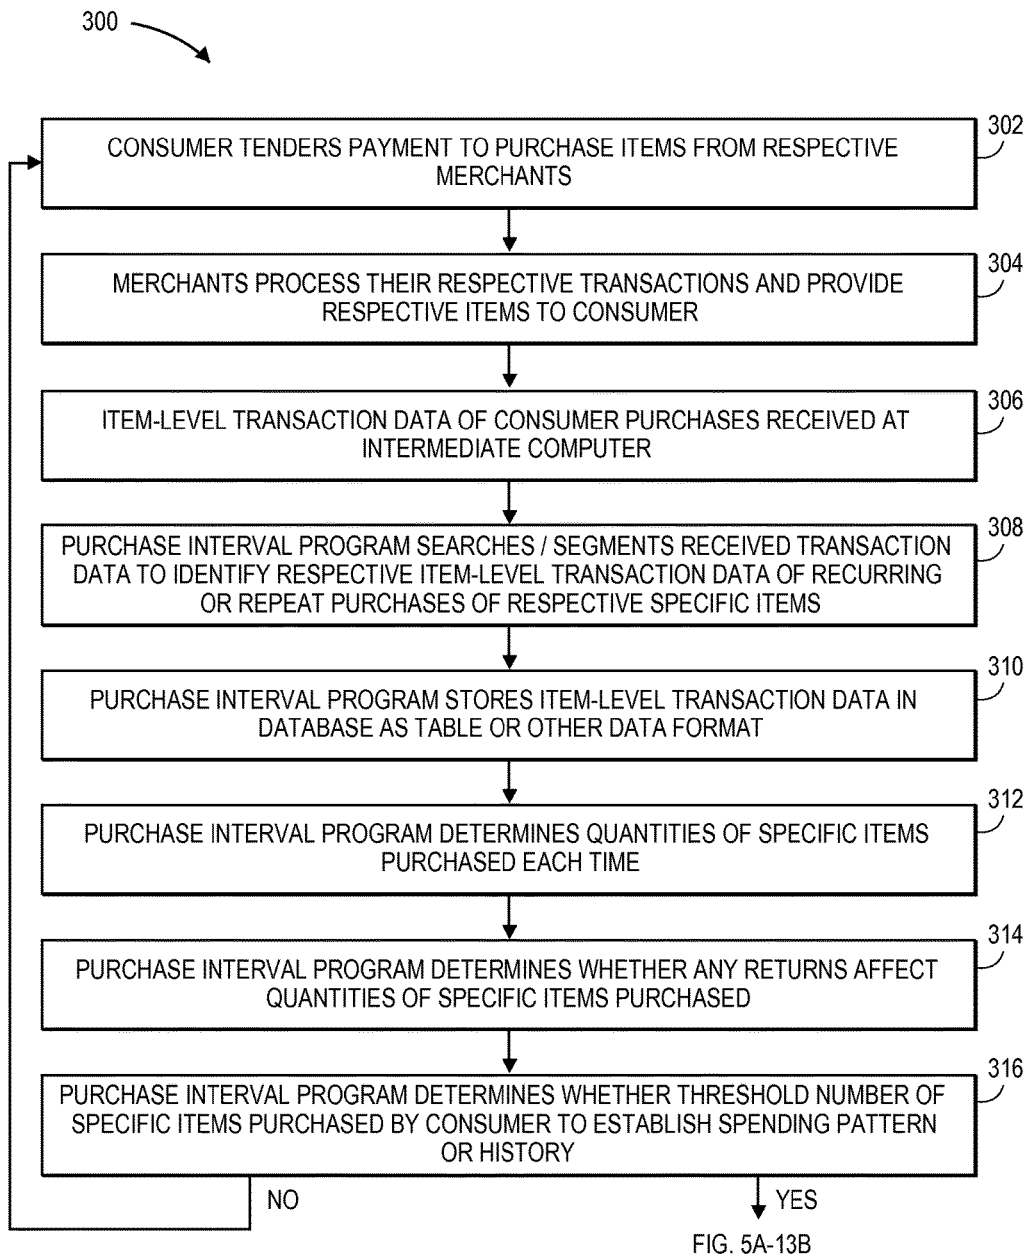 300
302
CONSUMER TENDERS PAYMENT TO PURCHASE ITEMS FROM RESPECTIVE
MERCHANTS
304
MERCHANTS PROCESS THEIR RESPECTIVE TRANSACTIONS AND PROVIDE
RESPECTIVE ITEMS TO CONSUMER
306
ITEM-LEVEL TRANSACTION DATA OF CONSUMER PURCHASES RECEIVED AT
INTERMEDIATE COMPUTER
308
PURCHASE INTERVAL PROGRAM SEARCHES / SEGMENTS RECEIVED TRANSACTION
DATA TO IDENTIFY RESPECTIVE ITEM-LEVEL TRANSACTION DATA OF RECURRING
OR REPEAT PURCHASES OF RESPECTIVE SPECIFIC ITEMS
310
PURCHASE INTERVAL PROGRAM STORES ITEM-LEVEL TRANSACTION DATA IN
DATABASE AS TABLE OR OTHER DATA FORMAT
312
PURCHASE INTERVAL PROGRAM DETERMINES QUANTITIES OF SPECIFIC ITEMS
PURCHASED EACH TIME
314
PURCHASE INTERVAL PROGRAM DETERMINES WHETHER ANY RETURNS AFFECT
QUANTITIES OF SPECIFIC ITEMS PURCHASED
316
PURCHASE INTERVAL PROGRAM DETERMINES WHETHER THRESHOLD NUMBER OF
SPECIFIC ITEMS PURCHASED BY CONSUMER TO ESTABLISH SPENDING PATTERN
OR HISTORY
NO
YES
FIG. 5A-13B